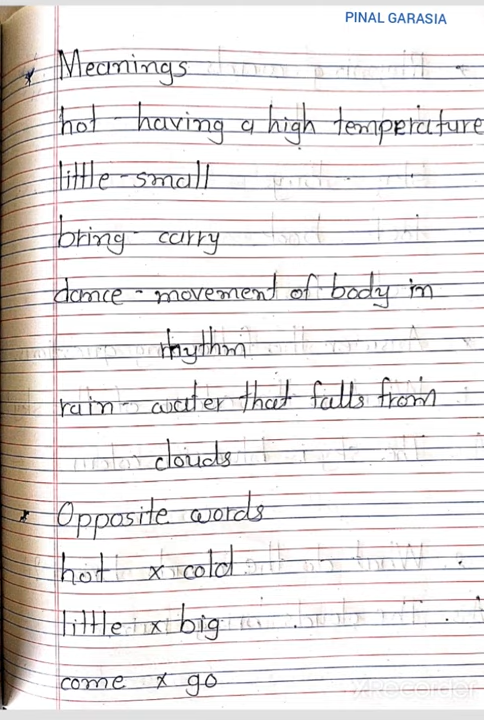 PINAL GARASIA
* Meanings
hot - having a high temperature
little - small
bring - carry
dance - movement of body in
rhythm
rain - water that falls from
clouds
* Opposite words
hot x cold
little x big
come x go
XRecorder